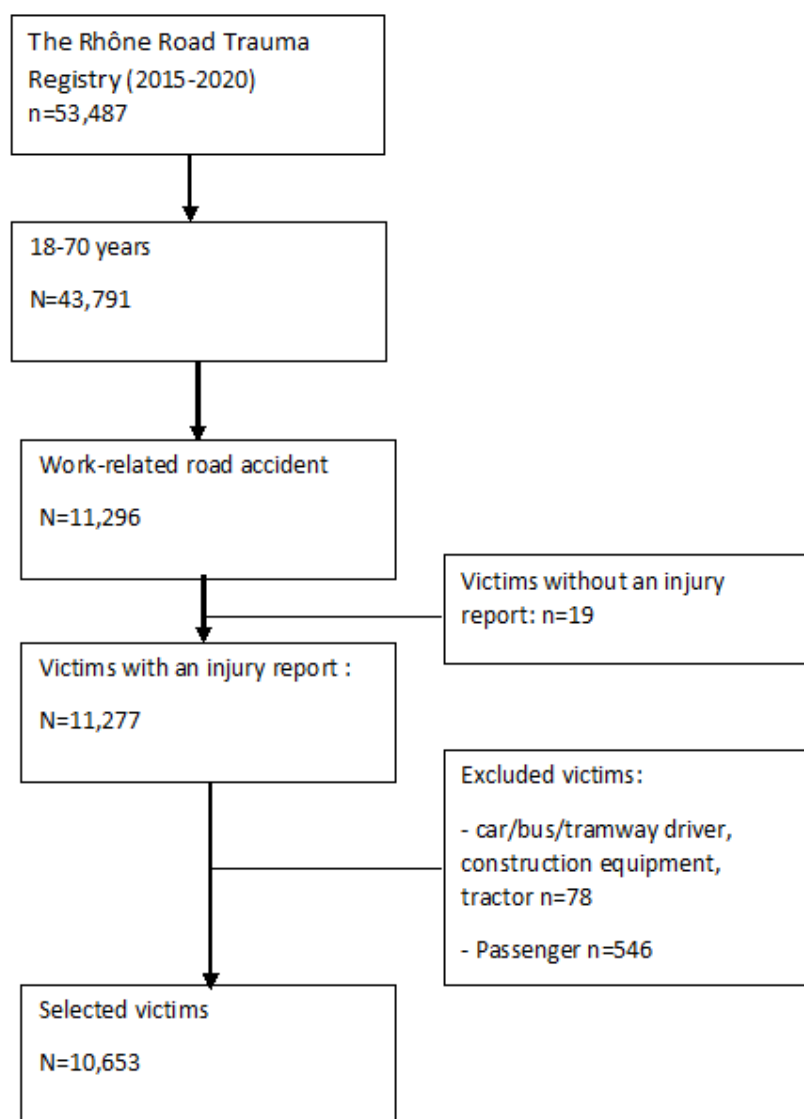 The Rhône Road Trauma
Registry (2015-2020)
n=53,487
18-70 years
N=43,791
Work-related road accident
N=11,296
Victims without an injury
report: n=19
Victims with an injury report :
N=11,277
Excluded victims:
- car/bus/tramway driver,
construction equipment,
tractor n=78
- Passenger n=546
Selected victims
N=10,653